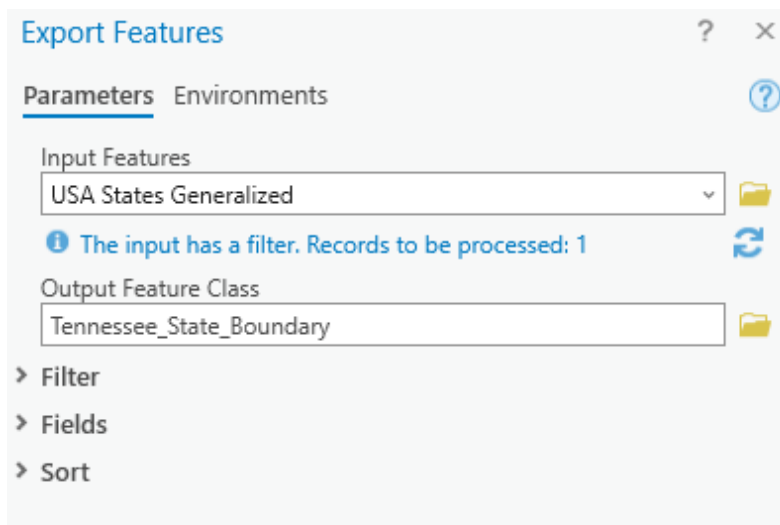 Export Features ? ×
Parameters Environments ?
Input Features
USA States Generalized
The input has a filter. Records to be processed: 1
Output Feature Class
Tennessee_State_Boundary
Filter
Fields
Sort